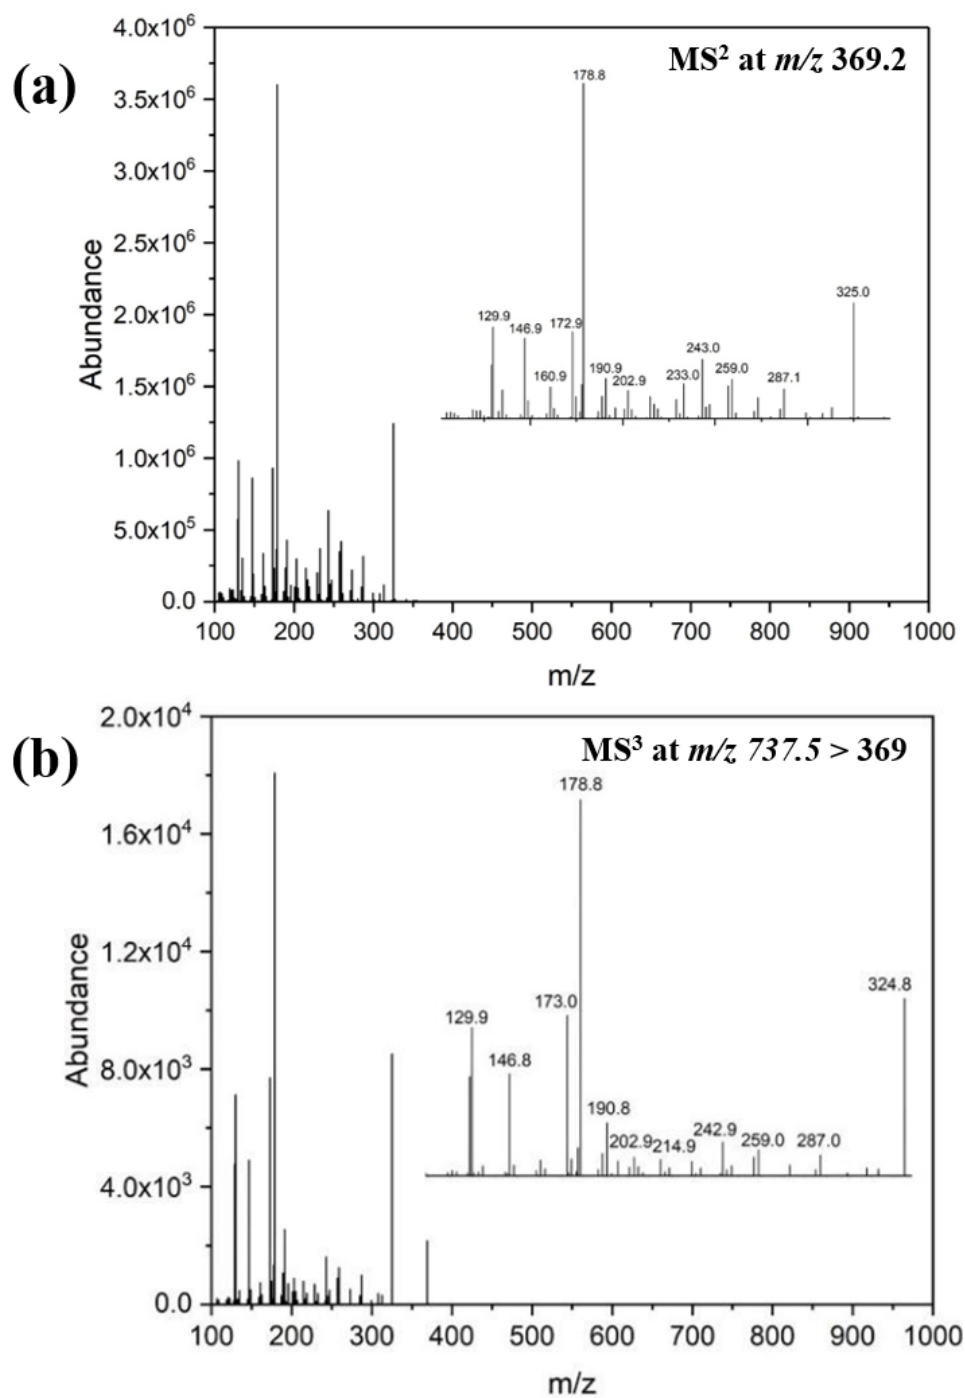 (a)
MS² at m/z 369.2
4.0x10⁶
3.5x10⁶
3.0x10⁶
2.5x10⁶
2.0x10⁶
1.5x10⁶
1.0x10⁶
5.0x10⁵
0.0
Abundance
178.8
325.0
129.9
146.9
172.9
160.9
190.9
202.9
233.0
243.0
259.0
287.1
100 200 300 400 500 600 700 800 900 1000
m/z
(b)
MS³ at m/z 737.5 > 369
2.0x10⁴
1.6x10⁴
1.2x10⁴
8.0x10³
4.0x10³
0.0
Abundance
178.8
324.8
173.0
129.9
146.8
190.8
202.9
214.9
242.9
259.0
287.0
100 200 300 400 500 600 700 800 900 1000
m/z